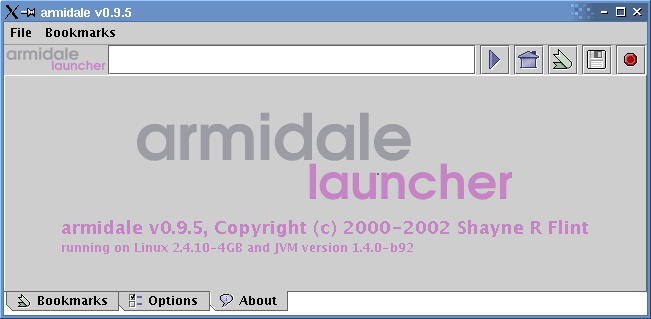 armidale v0.9.5
File Bookmarks
armidale
launcher
armidale
launcher
armidale v0.9.5, Copyright (c) 2000-2002 Shayne R Flint
running on Linux 2.4.10-4GB and JVM version 1.4.0-b92
Bookmarks Options About